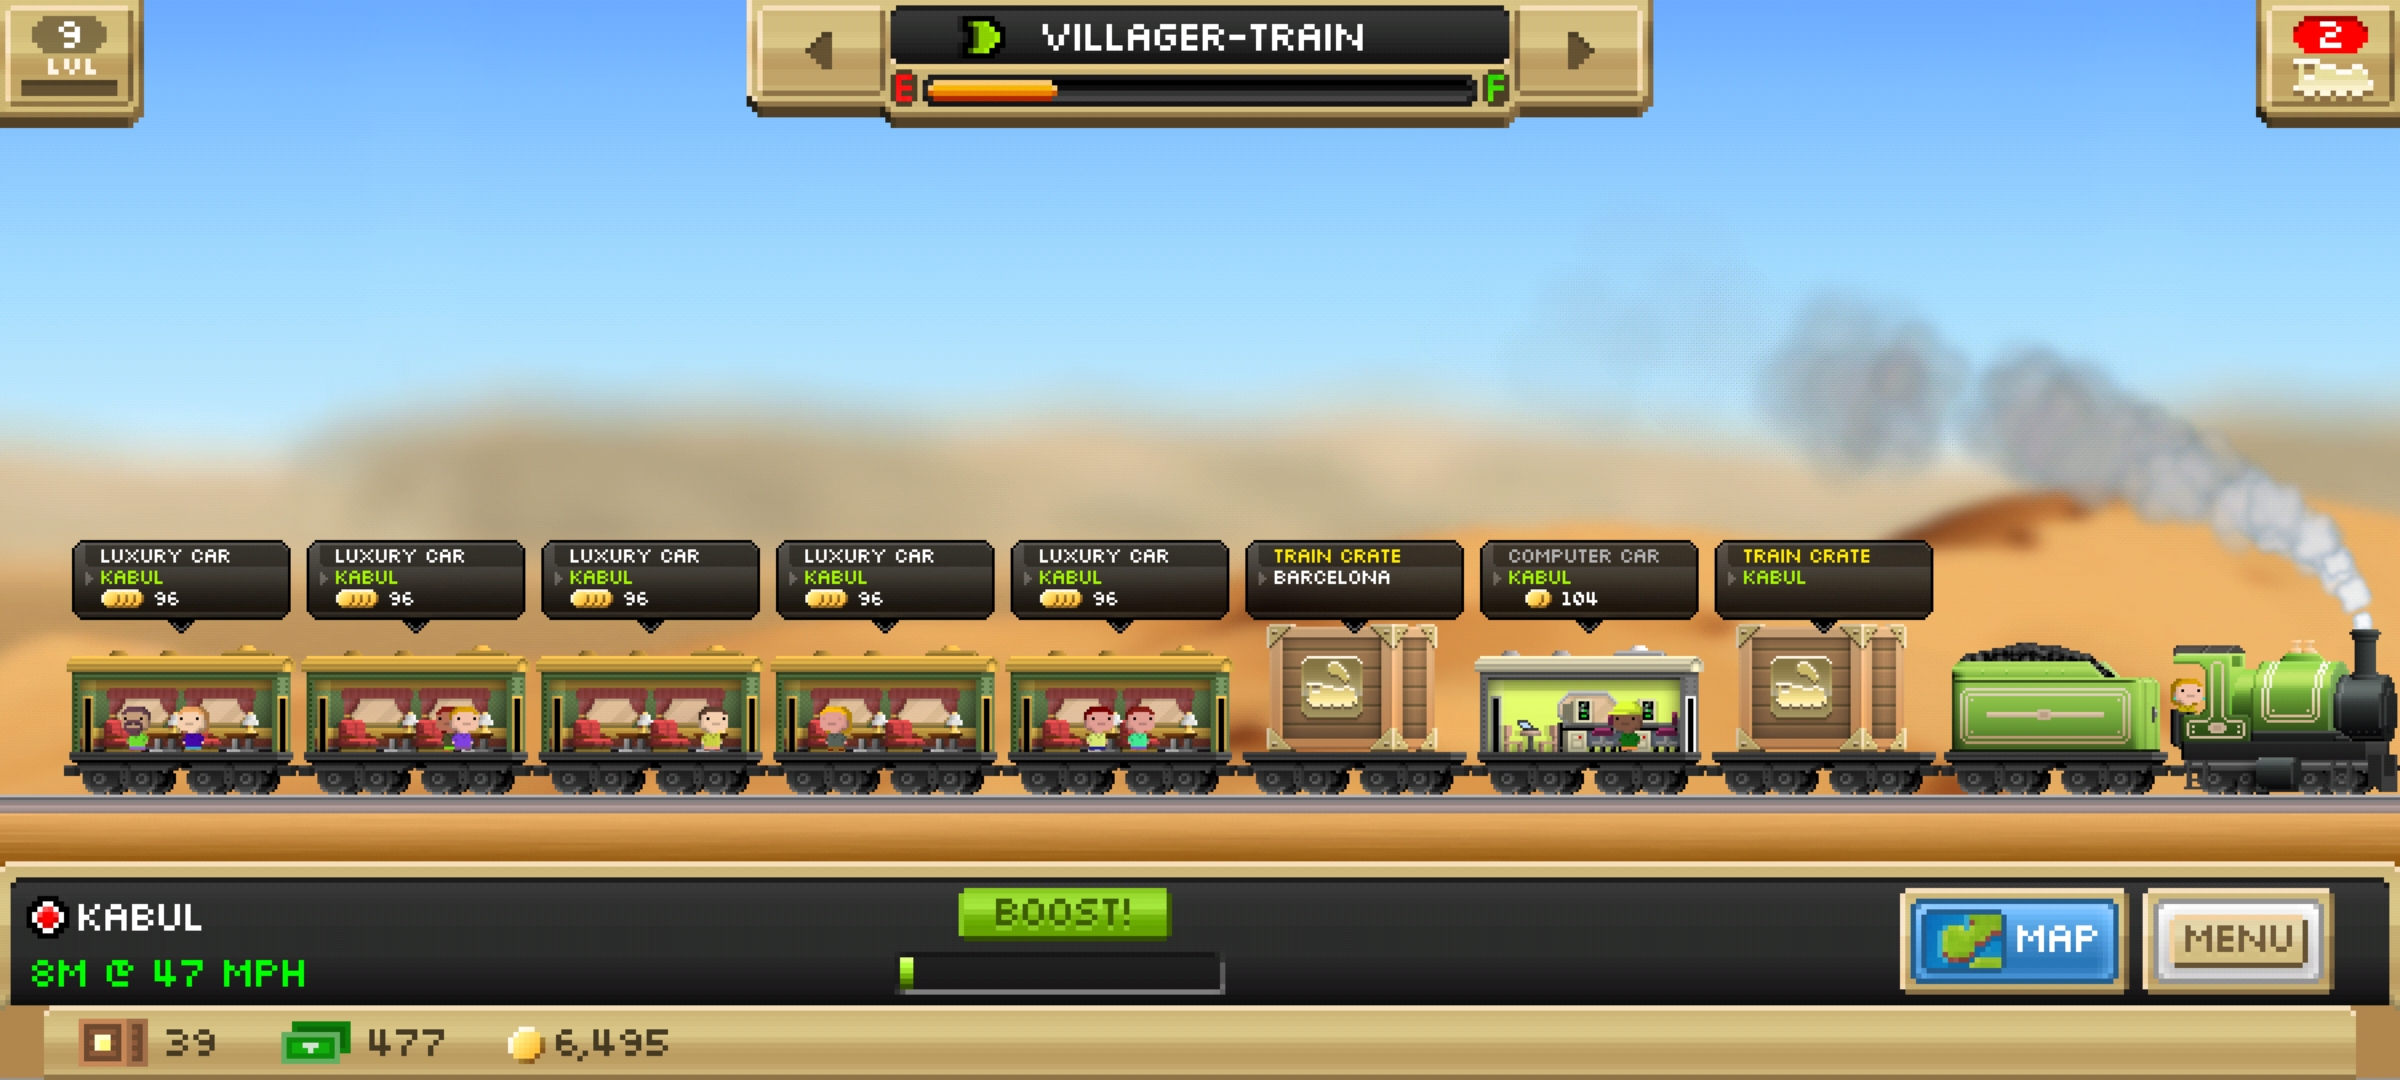 9
LVL
VILLAGER-TRAIN
E F
2
LUXURY CAR
KABUL
96
LUXURY CAR
KABUL
96
LUXURY CAR
KABUL
96
LUXURY CAR
KABUL
96
LUXURY CAR
KABUL
96
TRAIN CRATE
BARCELONA
COMPUTER CAR
KABUL
104
TRAIN CRATE
KABUL
KABUL
8M @ 47 MPH
BOOST!
MAP
MENU
39
477
6,495